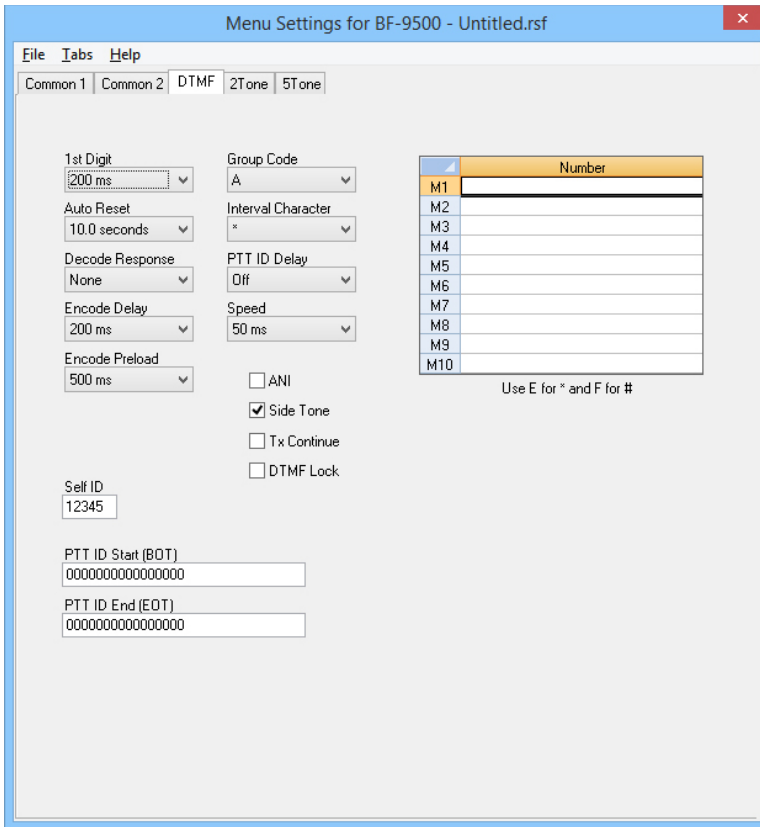 Menu Settings for BF-9500 - Untitled.rsf
File Tabs Help
Common 1 Common 2 DTMF 2Tone 5Tone
1st Digit
200 ms
Auto Reset
10.0 seconds
Decode Response
None
Encode Delay
200 ms
Encode Preload
500 ms
Group Code
A
Interval Character
*
PTT ID Delay
Off
Speed
50 ms
ANI
Side Tone
Tx Continue
DTMF Lock
Self ID
12345
PTT ID Start (BOT)
0000000000000000
PTT ID End (EOT)
0000000000000000
Number
M1
M2
M3
M4
M5
M6
M7
M8
M9
M10
Use E for * and F for #